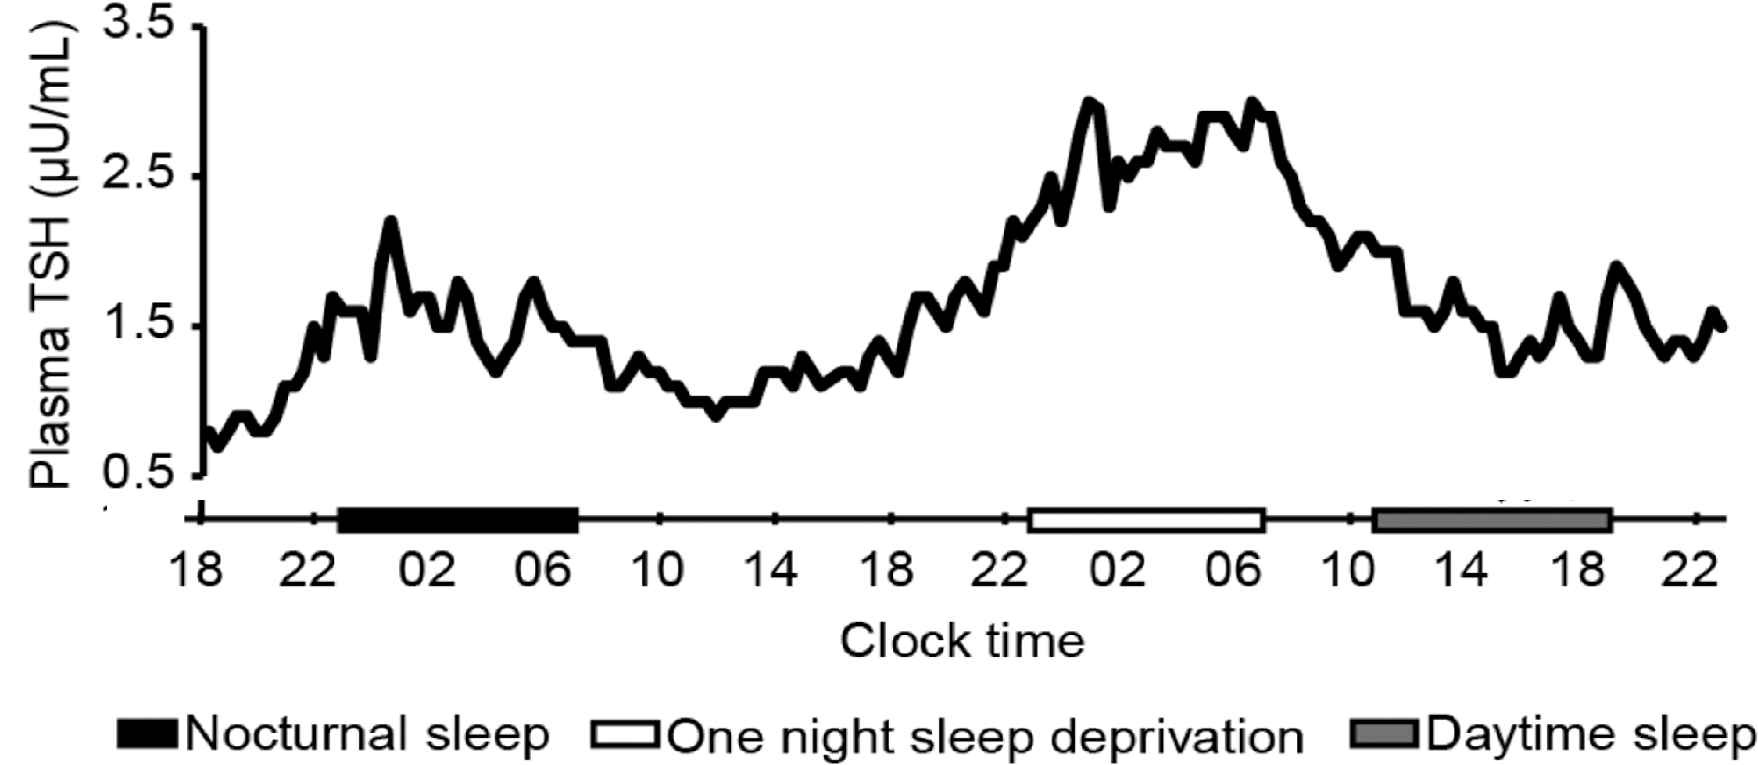 Plasma TSH (µU/mL)
3.5
2.5
1.5
0.5
18 22 02 06 10 14 18 22 02 06 10 14 18 22
Clock time
Nocturnal sleep One night sleep deprivation Daytime sleep